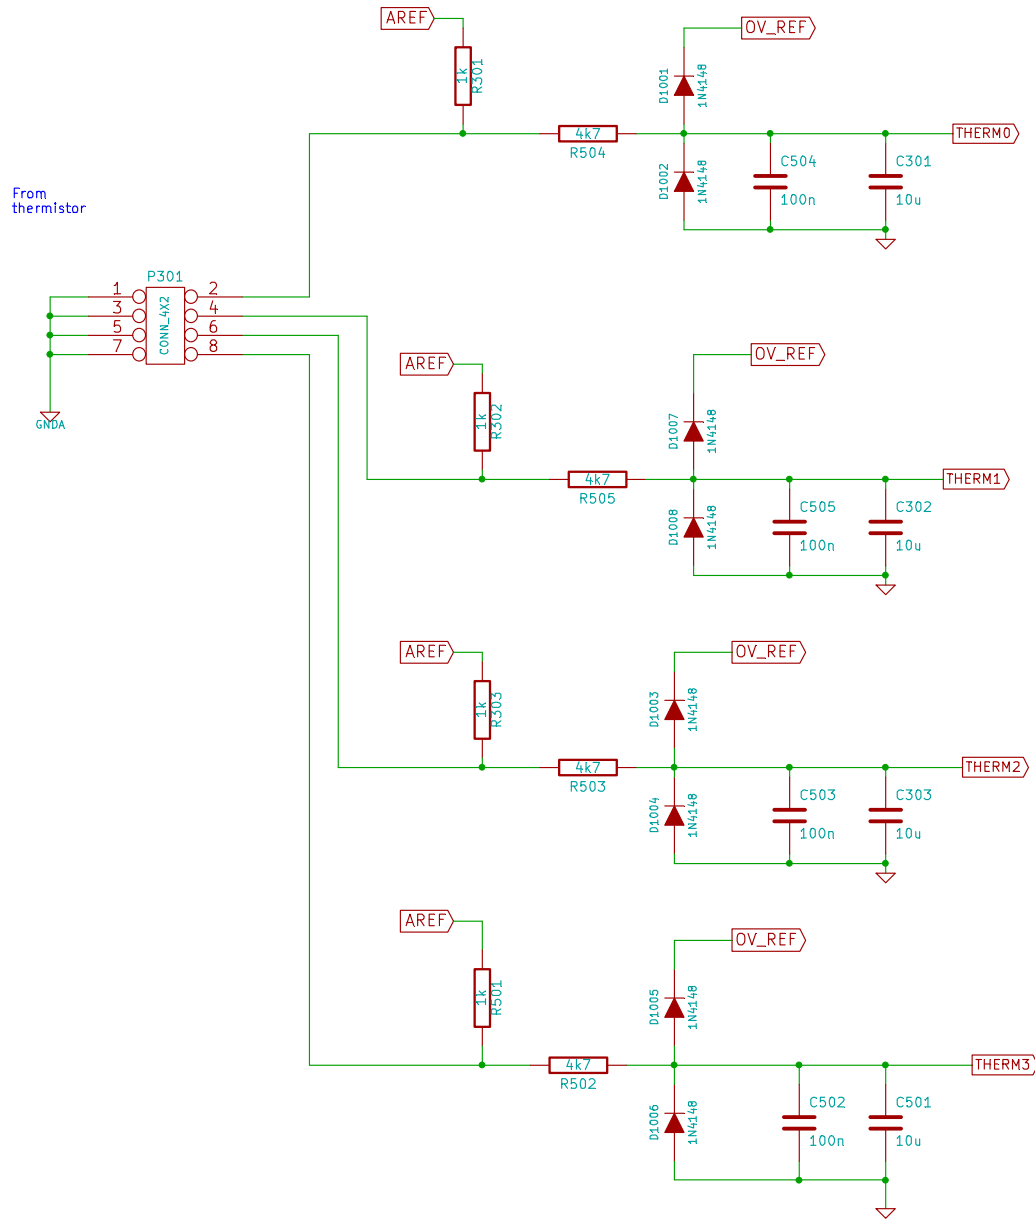 AREF
1k
R301
OV_REF
D1001
1N4148
4k7
R504
THERM0
D1002
1N4148
C504
100n
C301
10u
From
thermistor
P301
CONN_4X2
1
2
3
4
5
6
7
8
GNDA
AREF
1k
R302
OV_REF
D1007
1N4148
4k7
R505
THERM1
D1008
1N4148
C505
100n
C302
10u
AREF
1k
R303
OV_REF
D1003
1N4148
4k7
R503
THERM2
D1004
1N4148
C503
100n
C303
10u
AREF
1k
R501
OV_REF
D1005
1N4148
4k7
R502
THERM3
D1006
1N4148
C502
100n
C501
10u